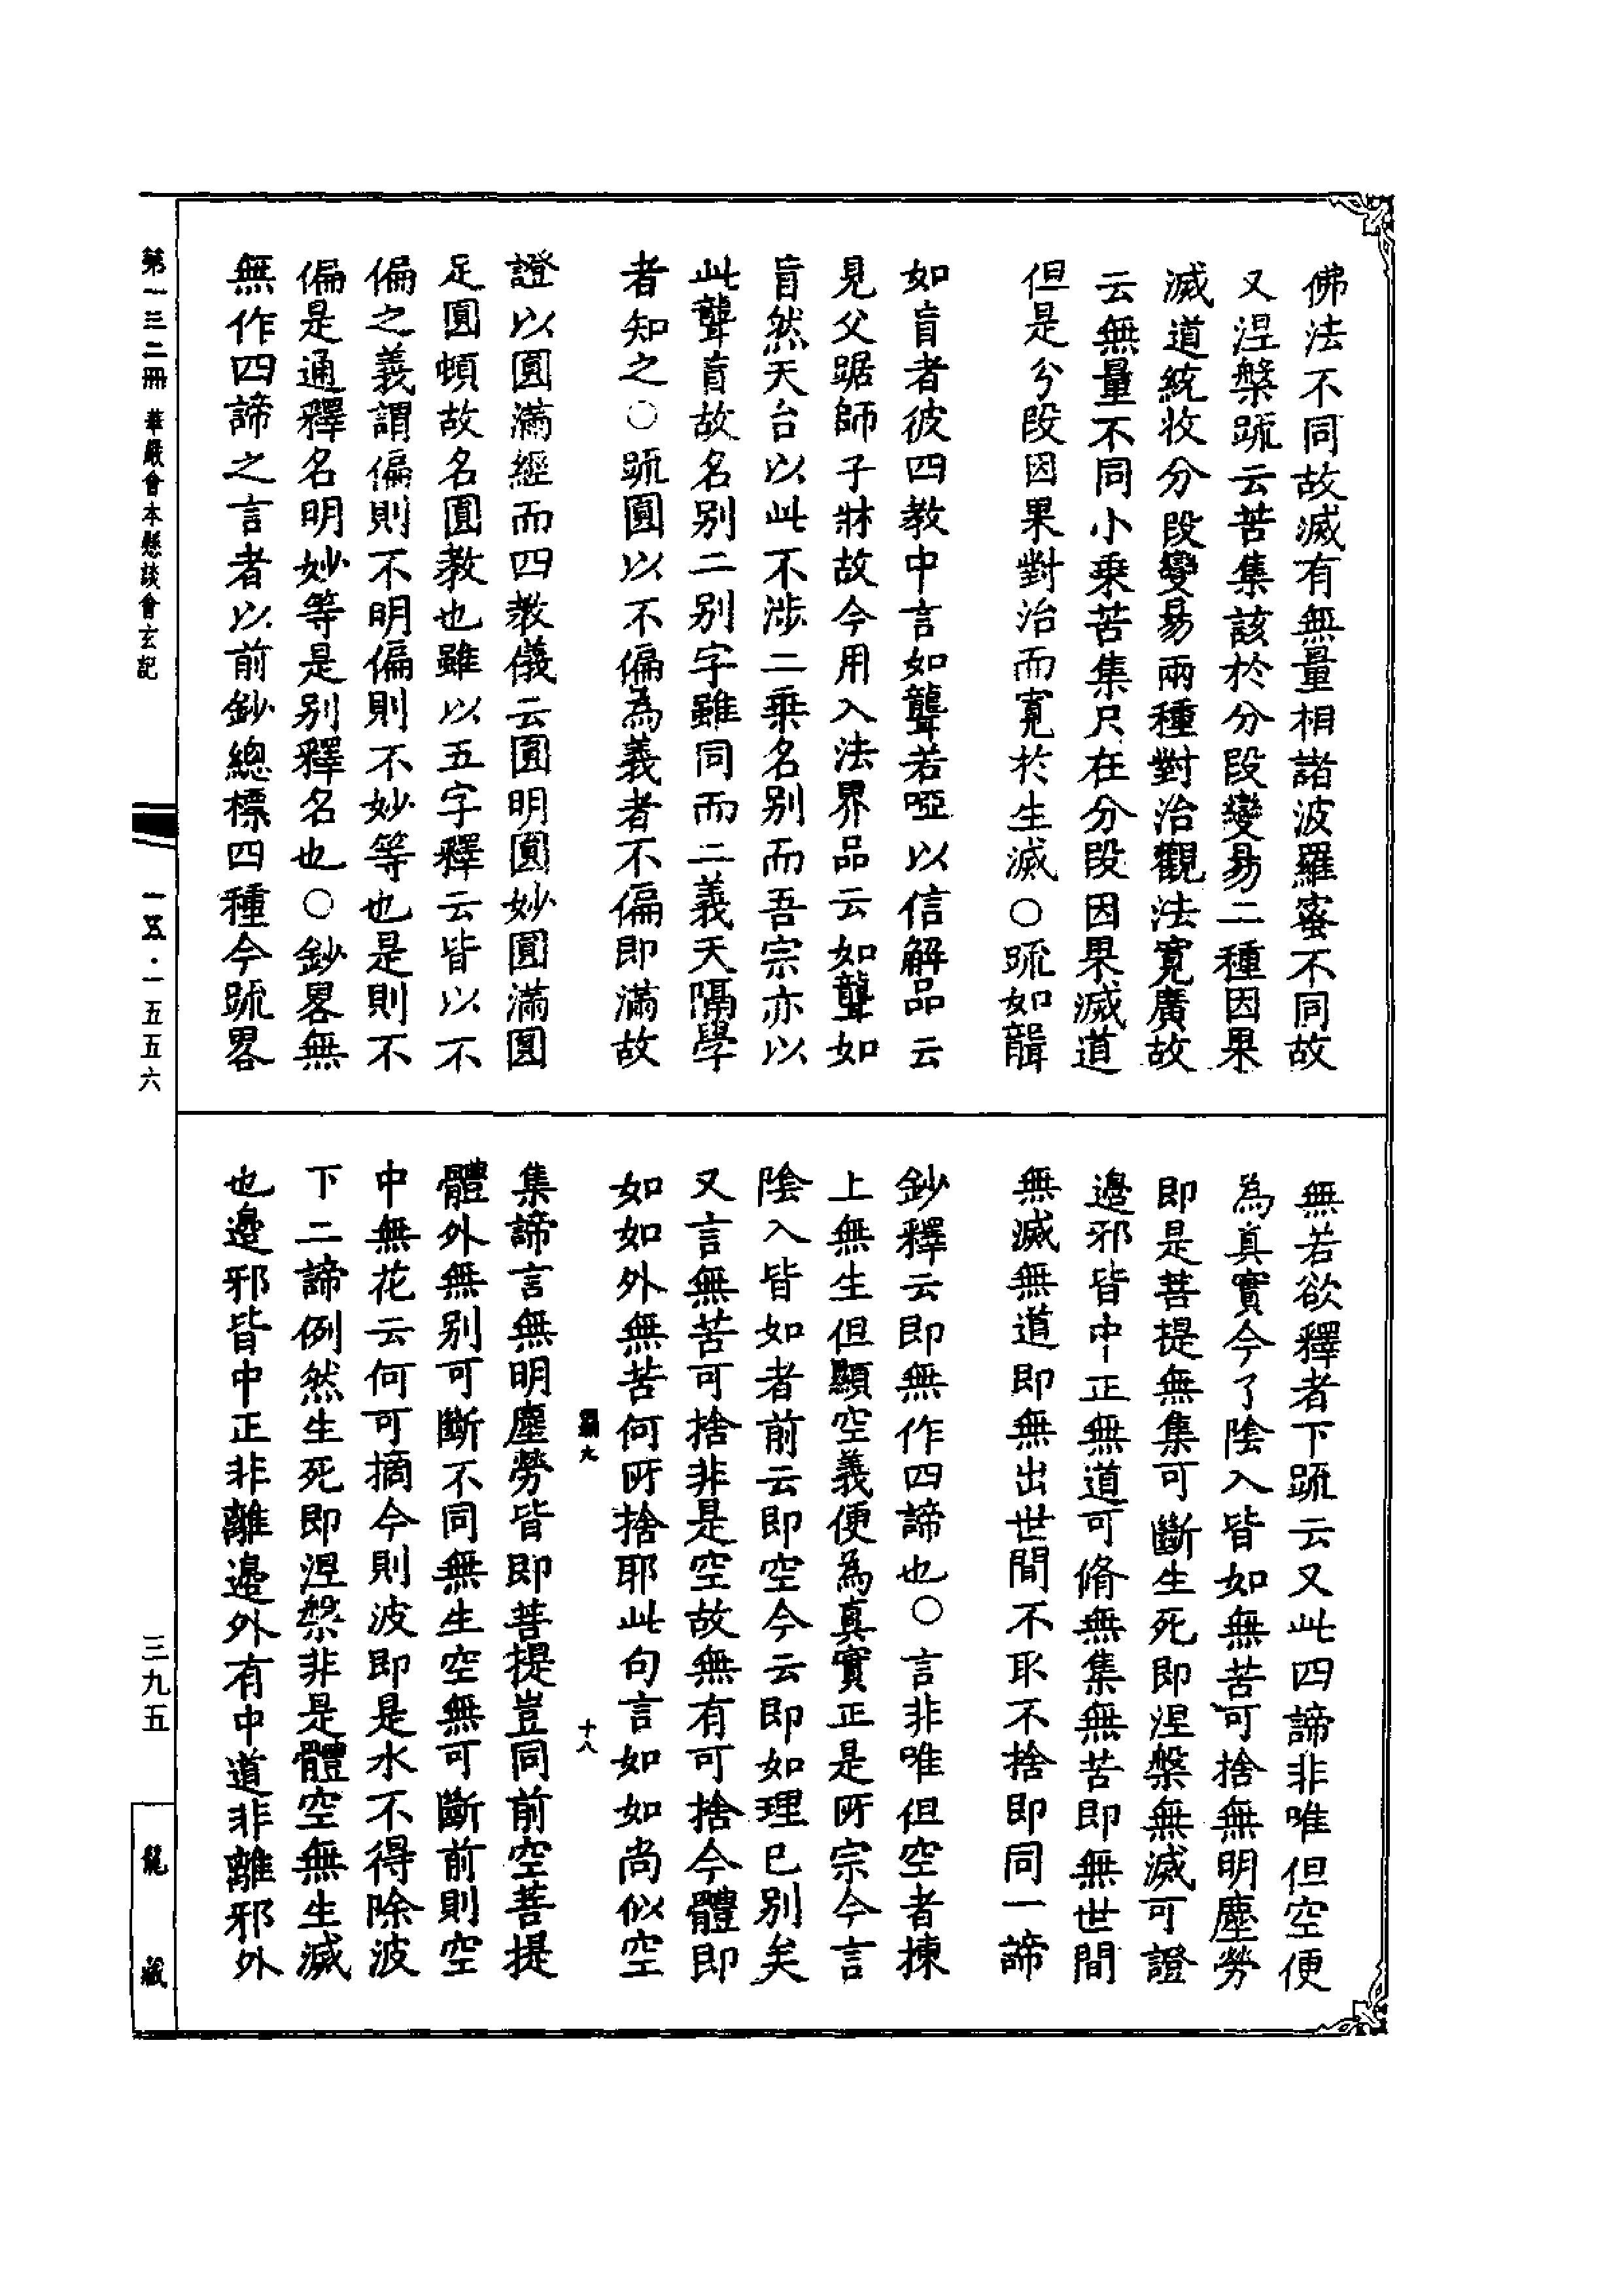 佛法不同故滅有無量相諸波羅蜜不同故
又涅槃䟽云苦集該於分段變易二種因果
滅道統收分段變易兩種對治觀法寬廣故
云無量不同小乗苦集只在分段因果滅道
但是分段因果對治而寬於生滅○䟽如聾
如盲者彼四教中言如聾若啞以信解品云
見父踞師子牀故今用入法界品云如聾如
盲然天台以此不涉二乗名別而吾宗亦以
此聾盲故名別二別字雖同而二義天隔學
者知之○䟽圓以不偏為義者不偏即滿故
證以圓滿經而四教儀云圓明圓妙圓滿圓
足圓頓故名圓教也雖以五字釋云皆以不
偏之義謂偏則不明偏則不妙等也是則不
偏是通釋名明妙等是別釋名也○鈔畧無
無作四諦之言者以前鈔總標四種今䟽畧
無若欲釋者下䟽云又此四諦非唯但空便
為真實今了陰入皆如無苦可捨無明塵勞
即是菩提無集可斷生死即涅槃無滅可證
邉邪皆中正無道可脩無集無苦即無世間
無滅無道即無出世間不取不捨即同一諦
鈔釋云即無作四諦也○言非唯但空者揀
上無生但顯空義便為真實正是所宗今言
陰入皆如者前云即空今云即如理已別矣
又言無苦可捨非是空故無有可捨今體即
如如外無苦何所捨耶此句言如如尚似空
十八
集諦言無明塵勞皆即菩提豈同前空菩提
體外無別可斷不同無生空無可斷前則空
中無花云何可摘今則波即是水不得除波
下二諦例然生死即涅槃非是體空無生滅
也邉邪皆中正非離邉外有中道非離邪外
第一三二冊 華嚴會本懸談會玄記
一五五·一五五六
三九五
龍藏